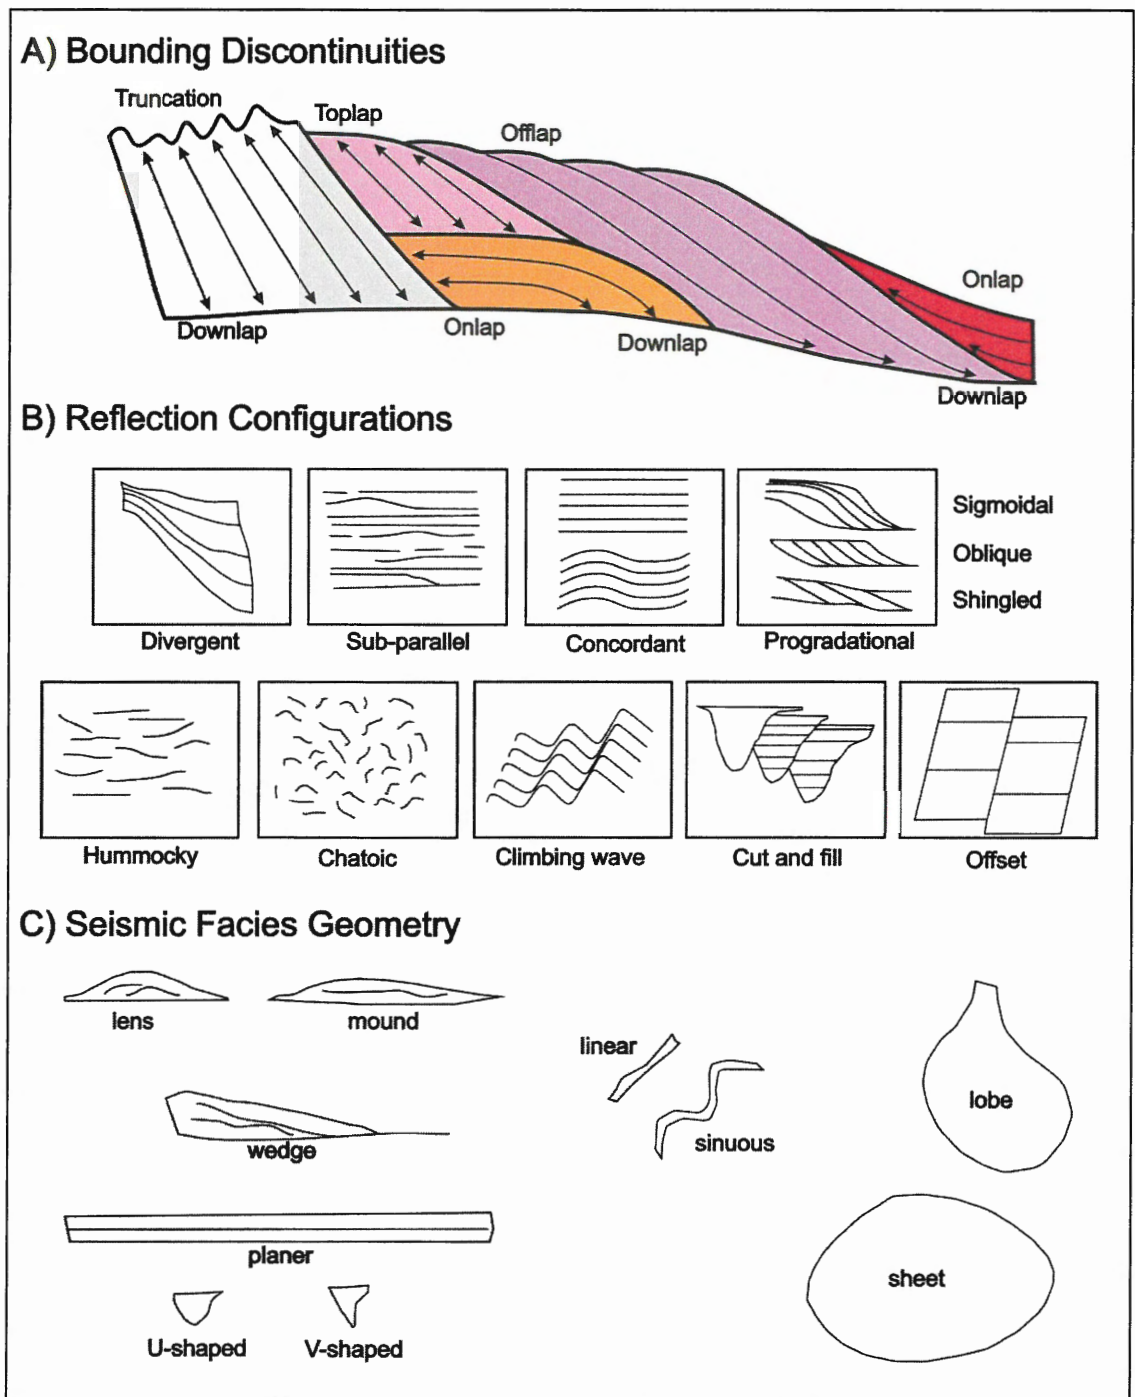 A) Bounding Discontinuities
Truncation
Toplap
Offlap
Onlap
Downlap
Onlap
Downlap
Downlap
B) Reflection Configurations
Sigmoidal
Oblique
Shingled
Divergent
Sub-parallel
Concordant
Progradational
Hummocky
Chatoic
Climbing wave
Cut and fill
Offset
C) Seismic Facies Geometry
lens
mound
linear
lobe
sinuous
wedge
planer
sheet
U-shaped
V-shaped